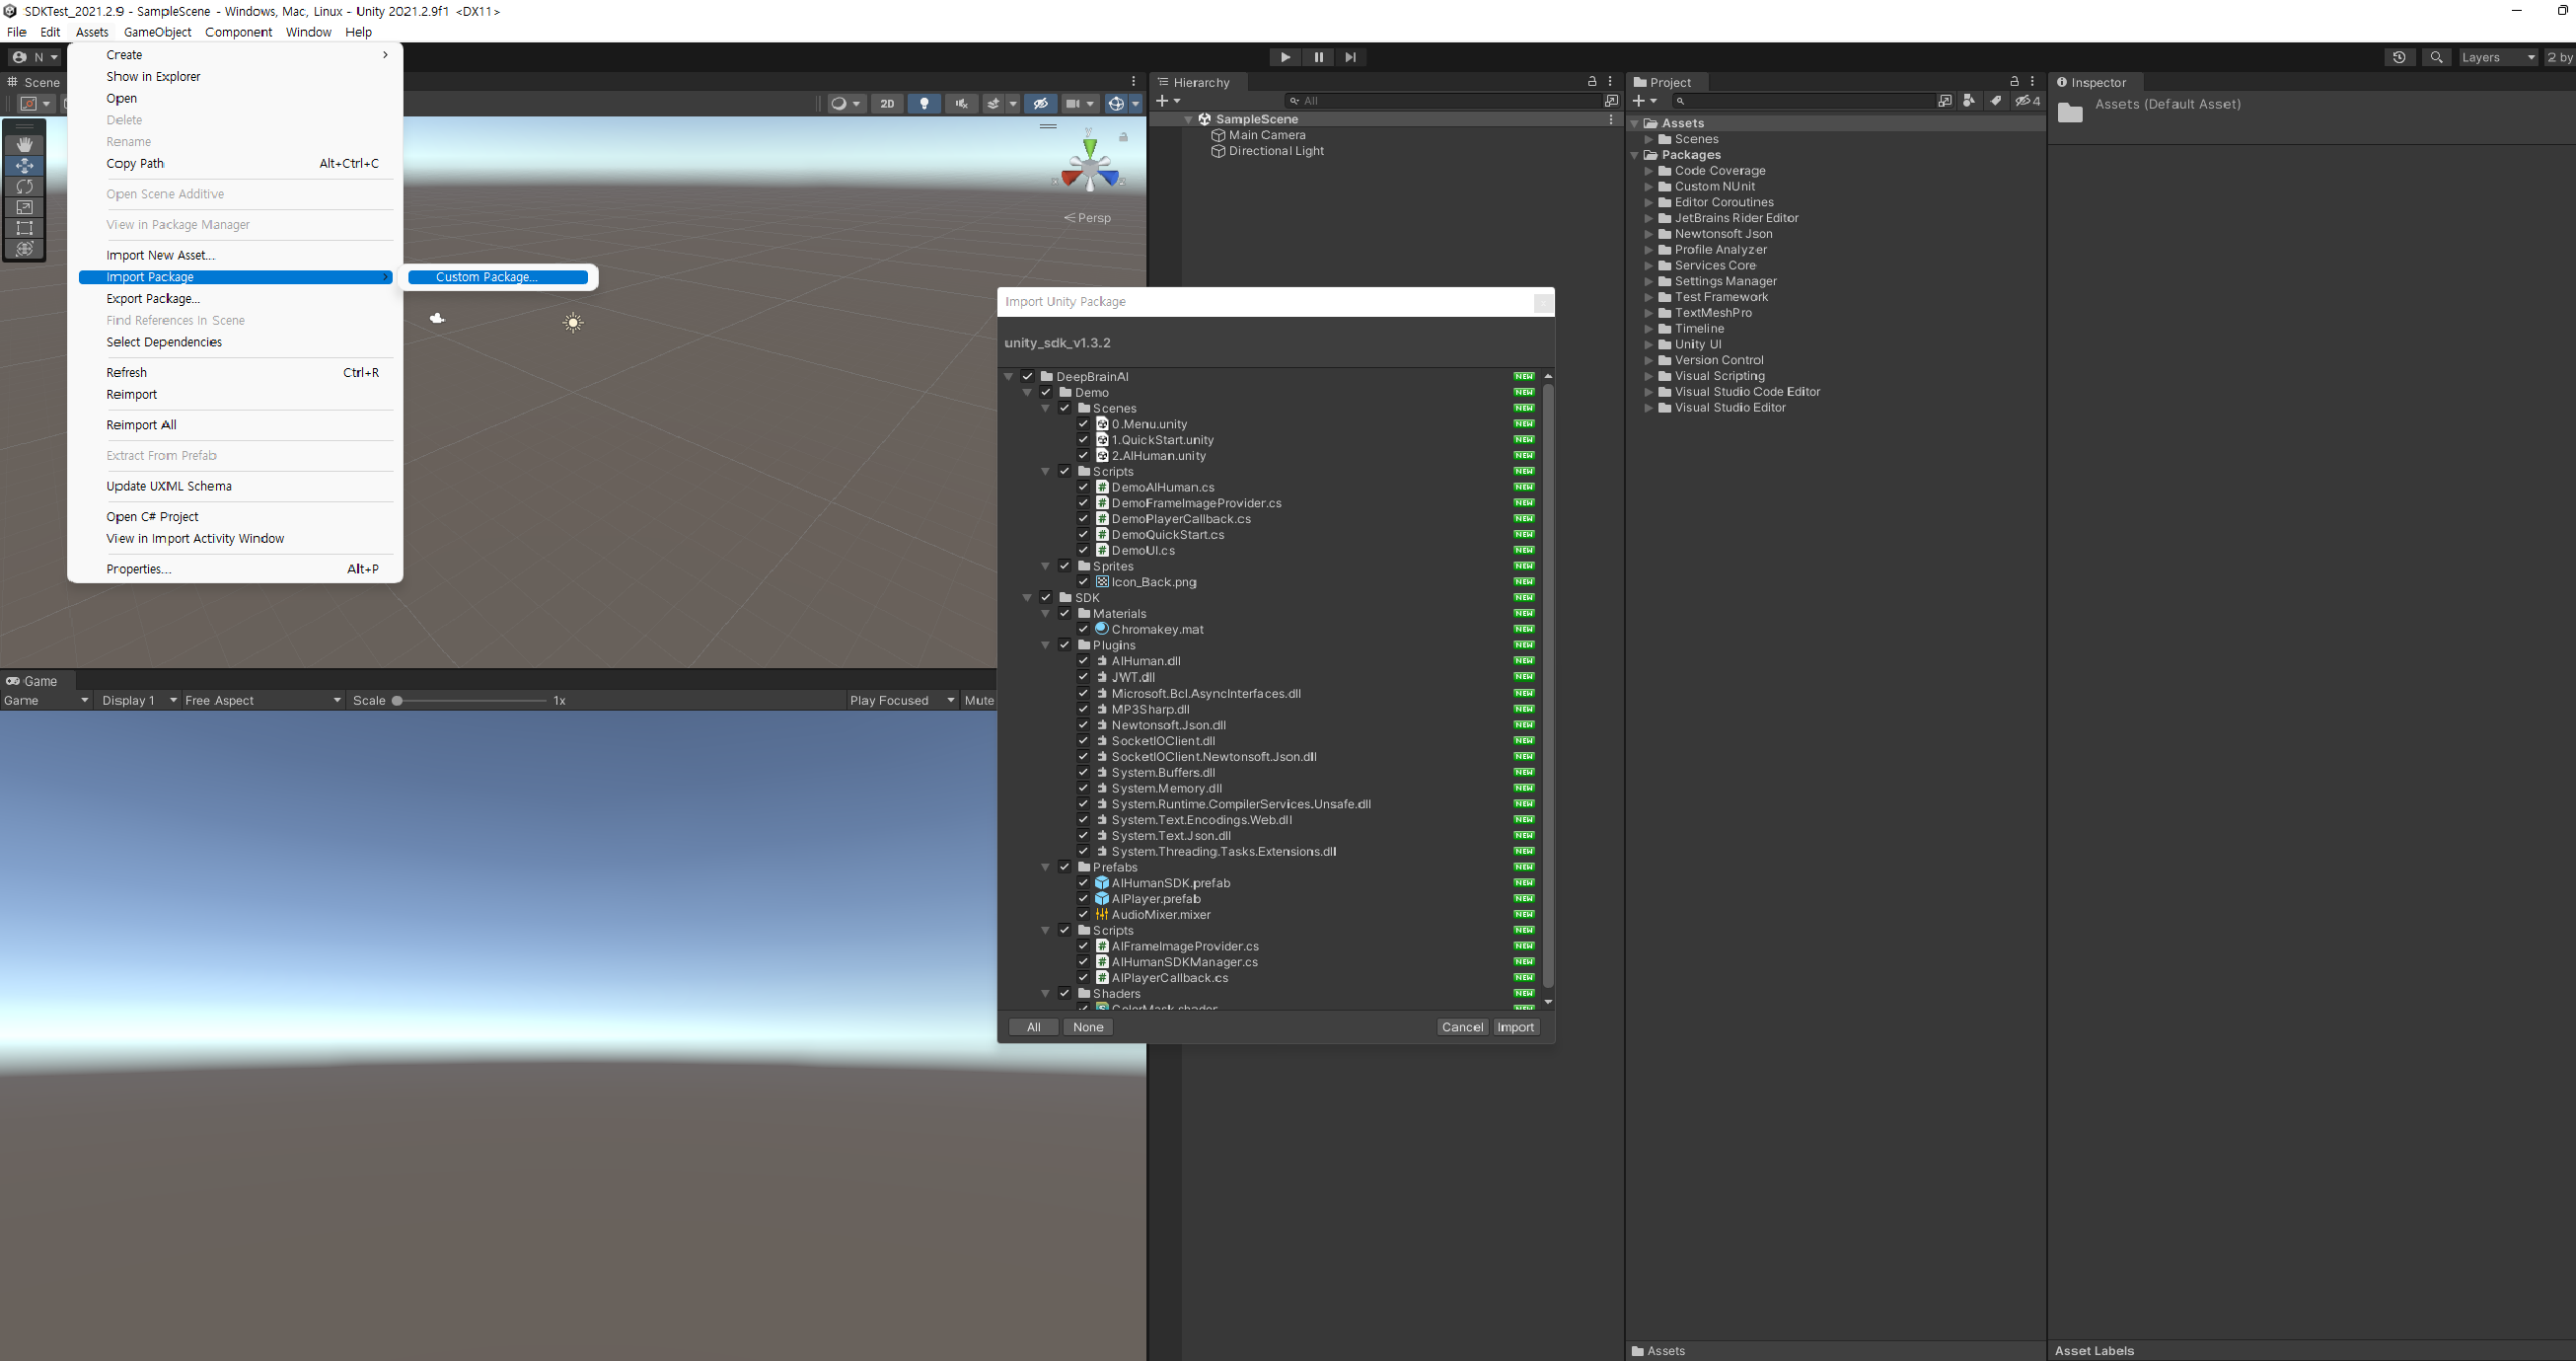 SDKTest_2021.2.9 - SampleScene - Windows, Mac, Linux - Unity 2021.2.9f1 <DX11>
File Edit Assets GameObject Component Window Help
N
Layers
2 by
Scene
Create
Show in Explorer
Open
Delete
Rename
Copy Path Alt+Ctrl+C
Open Scene Additive
View in Package Manager
Import New Asset...
Import Package
Custom Package...
Export Package...
Find References In Scene
Select Dependencies
Refresh Ctrl+R
Reimport
Reimport All
Extract From Prefab
Update UXML Schema
Open C# Project
View in Import Activity Window
Properties... Alt+P
2D
y
x
z
Persp
Game
Game Display 1 Free Aspect Scale 1x Play Focused Mute
Hierarchy
All
SampleScene
Main Camera
Directional Light
Import Unity Package
unity_sdk_v1.3.2
DeepBrainAI NEW
Demo NEW
Scenes NEW
0.Menu.unity NEW
1.QuickStart.unity NEW
2.AIHuman.unity NEW
Scripts NEW
DemoAIHuman.cs NEW
DemoFrameImageProvider.cs NEW
DemoPlayerCallback.cs NEW
DemoQuickStart.cs NEW
DemoUI.cs NEW
Sprites NEW
Icon_Back.png NEW
SDK NEW
Materials NEW
Chromakey.mat NEW
Plugins NEW
AIHuman.dll NEW
JWT.dll NEW
Microsoft.Bcl.AsyncInterfaces.dll NEW
MP3Sharp.dll NEW
Newtonsoft.Json.dll NEW
SocketIOClient.dll NEW
SocketIOClient.Newtonsoft.Json.dll NEW
System.Buffers.dll NEW
System.Memory.dll NEW
System.Runtime.CompilerServices.Unsafe.dll NEW
System.Text.Encodings.Web.dll NEW
System.Text.Json.dll NEW
System.Threading.Tasks.Extensions.dll NEW
Prefabs NEW
AIHumanSDK.prefab NEW
AIPlayer.prefab NEW
AudioMixer.mixer NEW
Scripts NEW
AIFrameImageProvider.cs NEW
AIHumanSDKManager.cs NEW
AIPlayerCallback.cs NEW
Shaders NEW
ColorMask.shader NEW
All None Cancel Import
Project
4
Assets
Scenes
Packages
Code Coverage
Custom NUnit
Editor Coroutines
JetBrains Rider Editor
Newtonsoft Json
Profile Analyzer
Services Core
Settings Manager
Test Framework
TextMeshPro
Timeline
Unity UI
Version Control
Visual Scripting
Visual Studio Code Editor
Visual Studio Editor
Assets
Inspector
Assets (Default Asset)
Asset Labels